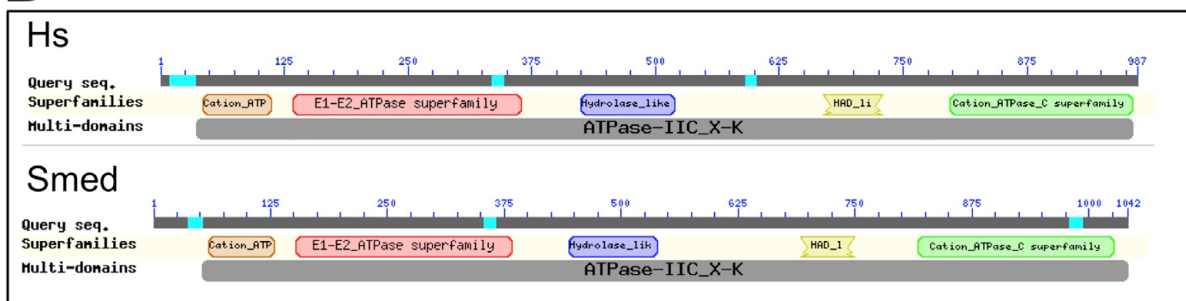 Hs
1 125 250 375 500 625 750 875 987
Query seq.
Superfamilies Cation_ATP E1-E2_ATPase superfamily Hydrolase_like HAD_li Cation_ATPase_C superfamily
Multi-domains ATPase-IIC_X-K
Smed
1 125 250 375 500 625 750 875 1000 1042
Query seq.
Superfamilies Cation_ATP E1-E2_ATPase superfamily Hydrolase_lik HAD_l Cation_ATPase_C superfamily
Multi-domains ATPase-IIC_X-K